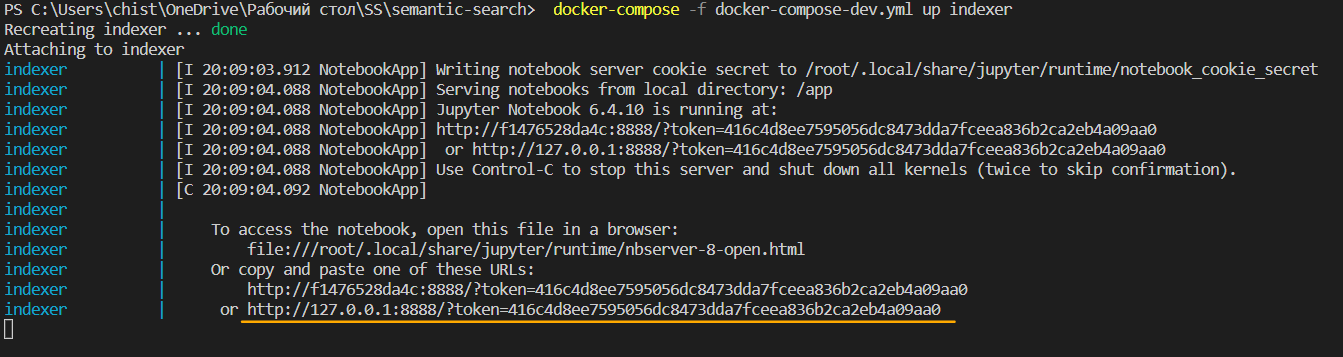 PS C:\Users\chist\OneDrive\Рабочий стол\SS\semantic-search> docker-compose -f docker-compose-dev.yml up indexer
Recreating indexer ... done
Attaching to indexer
indexer | [I 20:09:03.912 NotebookApp] Writing notebook server cookie secret to /root/.local/share/jupyter/runtime/notebook_cookie_secret
indexer | [I 20:09:04.088 NotebookApp] Serving notebooks from local directory: /app
indexer | [I 20:09:04.088 NotebookApp] Jupyter Notebook 6.4.10 is running at:
indexer | [I 20:09:04.088 NotebookApp] http://f1476528da4c:8888/?token=416c4d8ee7595056dc8473dda7fceea836b2ca2eb4a09aa0
indexer | [I 20:09:04.088 NotebookApp]  or http://127.0.0.1:8888/?token=416c4d8ee7595056dc8473dda7fceea836b2ca2eb4a09aa0
indexer | [I 20:09:04.088 NotebookApp] Use Control-C to stop this server and shut down all kernels (twice to skip confirmation).
indexer | [C 20:09:04.092 NotebookApp]
indexer |
indexer | To access the notebook, open this file in a browser:
indexer | file:///root/.local/share/jupyter/runtime/nbserver-8-open.html
indexer | Or copy and paste one of these URLs:
indexer | http://f1476528da4c:8888/?token=416c4d8ee7595056dc8473dda7fceea836b2ca2eb4a09aa0
indexer | or http://127.0.0.1:8888/?token=416c4d8ee7595056dc8473dda7fceea836b2ca2eb4a09aa0